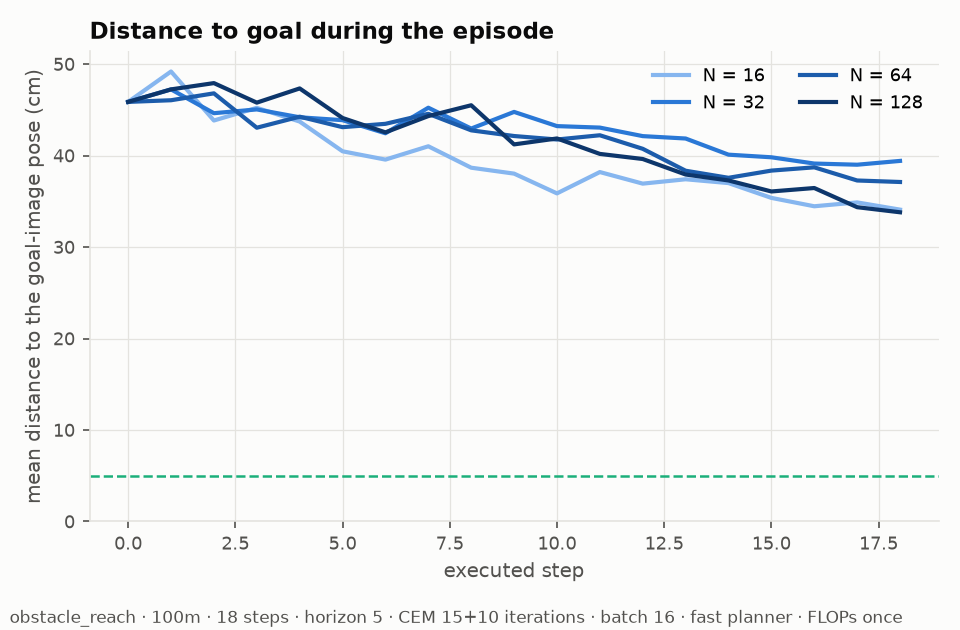 Distance to goal during the episode
mean distance to the goal-image pose (cm)
50
40
30
20
10
0
N = 16
N = 32
N = 64
N = 128
0.0 2.5 5.0 7.5 10.0 12.5 15.0 17.5
executed step
obstacle_reach · 100m · 18 steps · horizon 5 · CEM 15+10 iterations · batch 16 · fast planner · FLOPs once